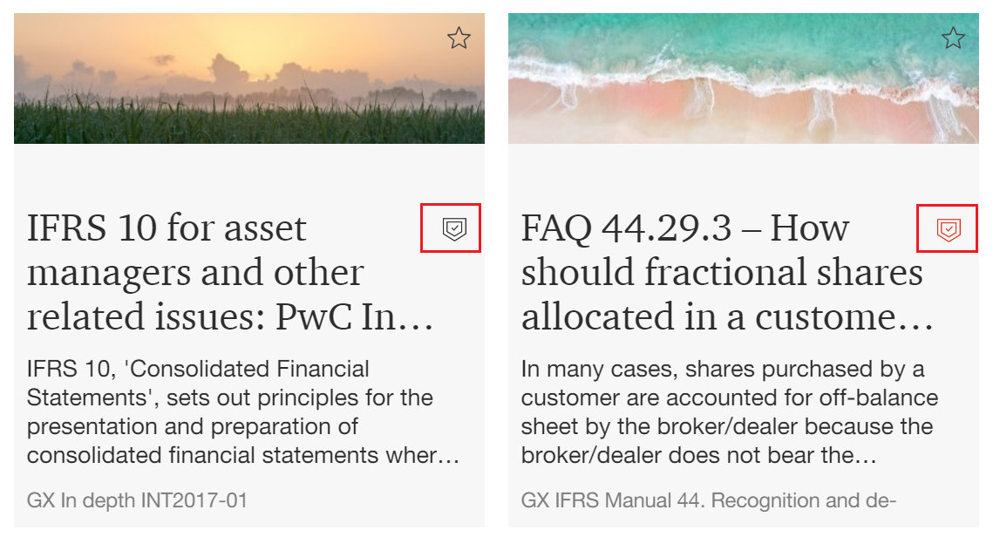 IFRS 10 for asset
managers and other
related issues: PwC In...
IFRS 10, 'Consolidated Financial
Statements', sets out principles for the
presentation and preparation of
consolidated financial statements wher...
GX In depth INT2017-01
FAQ 44.29.3 – How
should fractional shares
allocated in a custome...
In many cases, shares purchased by a
customer are accounted for off-balance
sheet by the broker/dealer because the
broker/dealer does not bear the...
GX IFRS Manual 44. Recognition and de-